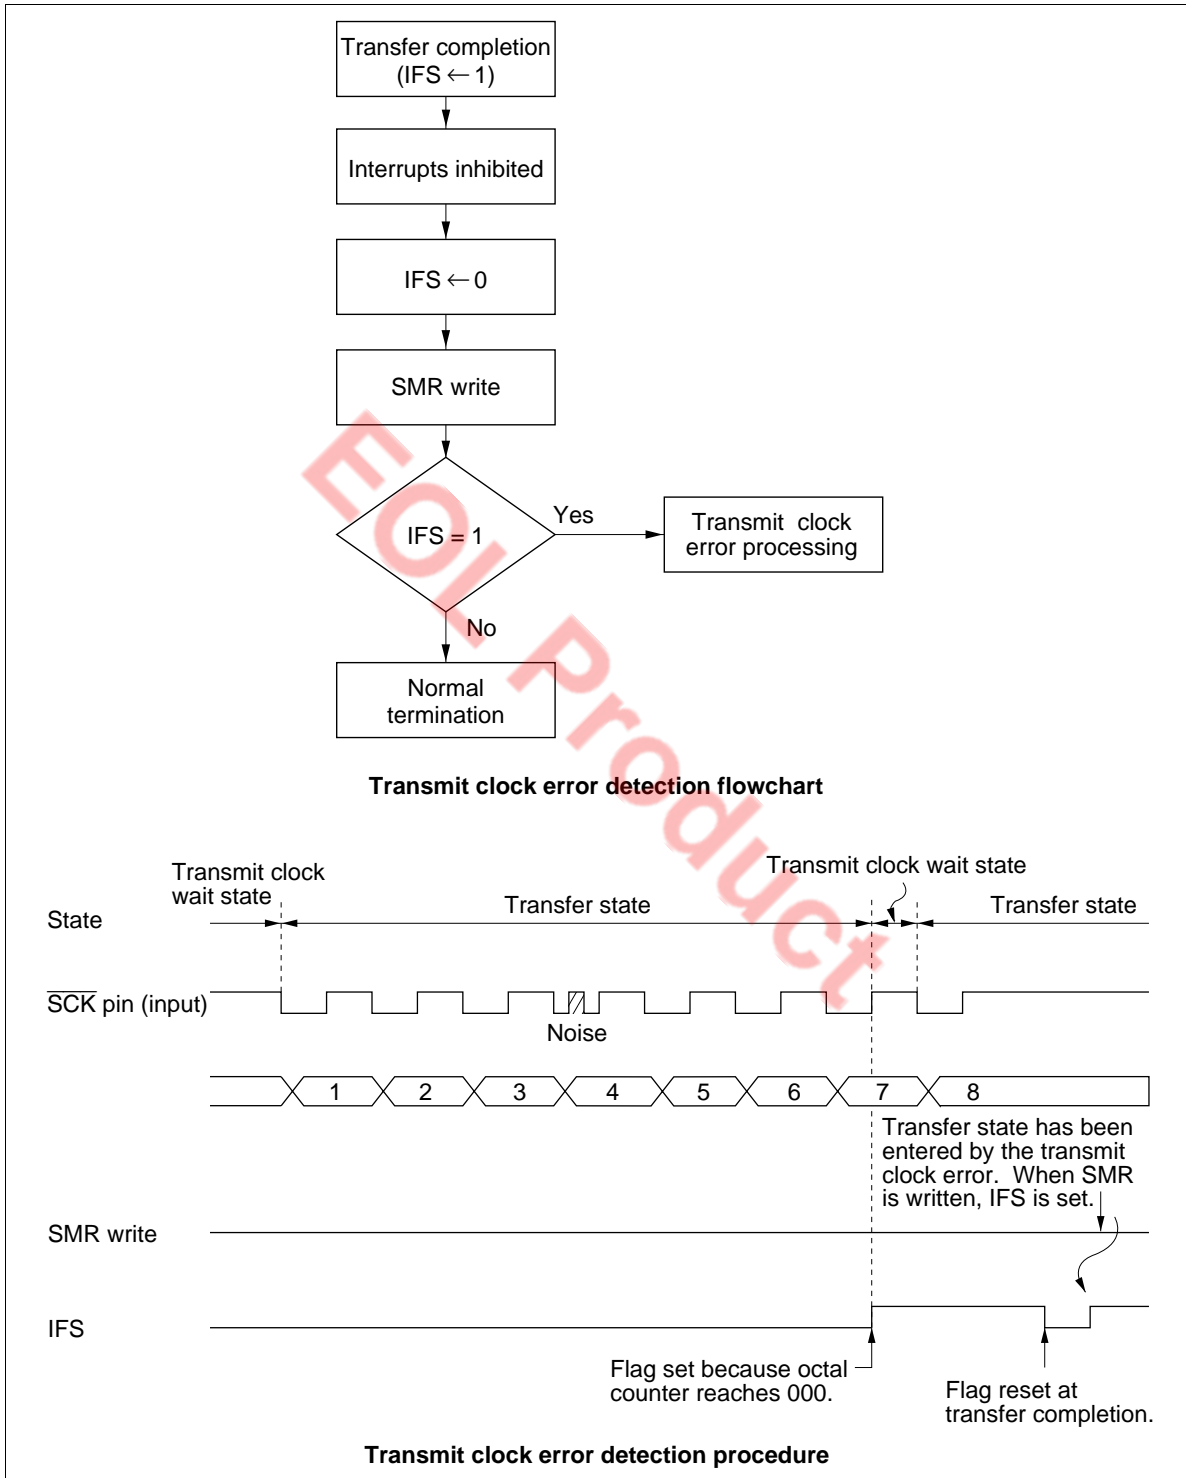 Transfer completion
(IFS ← 1)
Interrupts inhibited
IFS ← 0
SMR write
IFS = 1
Yes
Transmit clock
error processing
No
Normal
termination
Transmit clock error detection flowchart
EOL Product
Transmit clock
wait state
Transmit clock wait state
State
Transfer state
Transfer state
SCK pin (input)
Noise
1 2 3 4 5 6 7 8
Transfer state has been
entered by the transmit
clock error. When SMR
is written, IFS is set.
SMR write
IFS
Flag set because octal
counter reaches 000.
Flag reset at
transfer completion.
Transmit clock error detection procedure